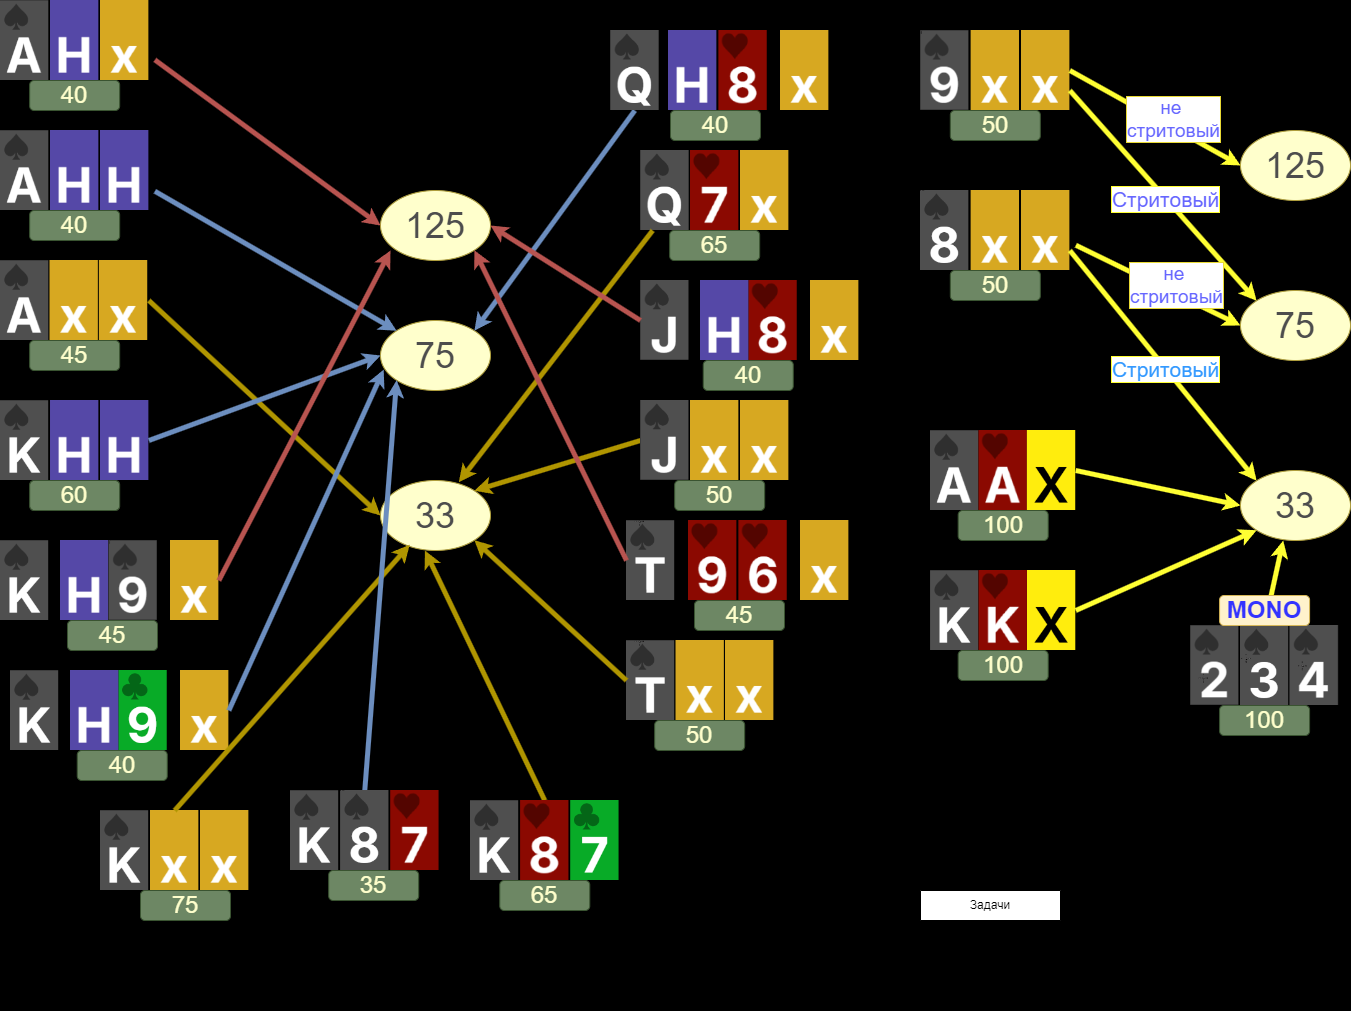 A H x
40
A H H
40
A x x
45
K H H
60
K H 9 x
45
K H 9 x
40
K x x
75
K 8 7
35
K 8 7
65
125
75
33
Q H 8 x
40
Q 7 x
65
J H 8 x
40
J x x
50
T 9 6 x
45
T x x
50
9 x x
50
не
стритовый
125
Стритовый
8 x x
50
не
стритовый
75
Стритовый
A A X
100
33
K K X
100
MONO
2 3 4
100
Задачи